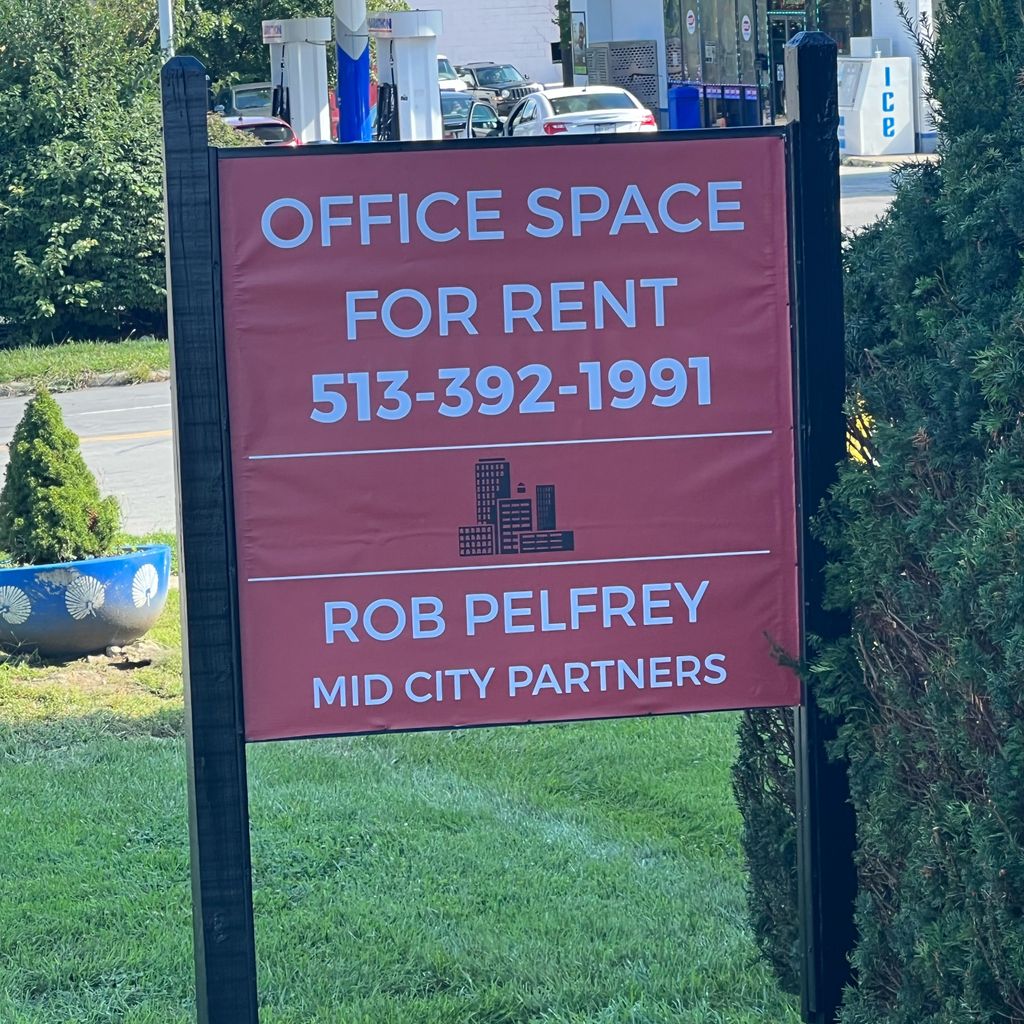 OFFICE SPACE
FOR RENT
513-392-1991
ROB PELFREY
MID CITY PARTNERS
Ice